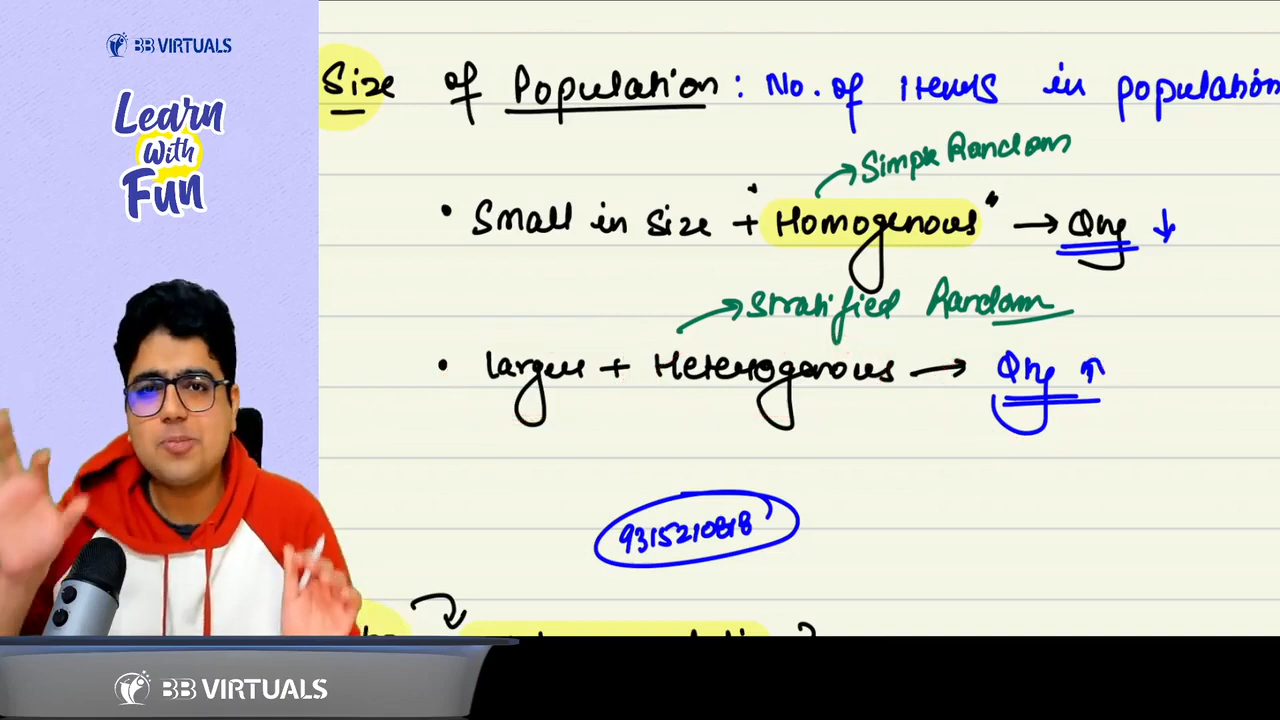 BB VIRTUALS
Learn
With
Fun
Size of Population : No. of items in population
Simple Random
• Small in Size + "Homogenous" → Qty ↓
Stratified Random
• Larger + Heterogenous → Qty ↑
9315210818
BB VIRTUALS